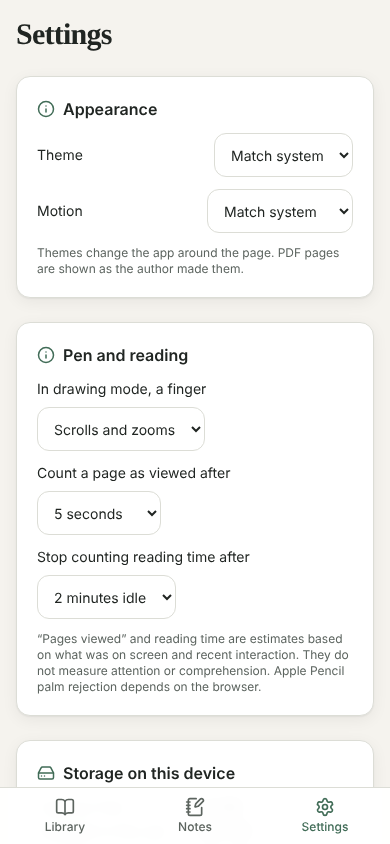 Settings
Appearance
Theme
Match system
Motion
Match system
Themes change the app around the page. PDF pages
are shown as the author made them.
Pen and reading
In drawing mode, a finger
Scrolls and zooms
Count a page as viewed after
5 seconds
Stop counting reading time after
2 minutes idle
“Pages viewed” and reading time are estimates based
on what was on screen and recent interaction. They do
not measure attention or comprehension. Apple Pencil
palm rejection depends on the browser.
Storage on this device
Library
Notes
Settings